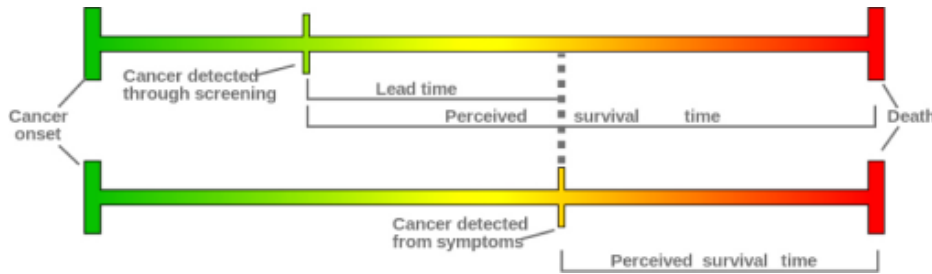 Cancer detected
through screening
Lead time
Cancer
onset
Perceived survival time
Death
Cancer detected
from symptoms
Perceived survival time